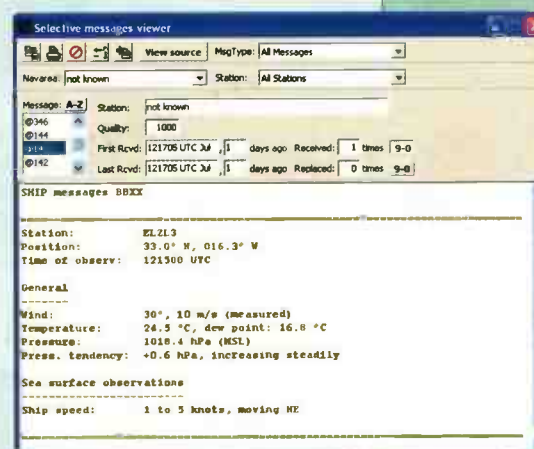 Selective messages viewer
View source MsgType: All Messages
Navarea: not known Station: All Stations
Message: A-Z Station: not known
@346
@144
@142
Quality: 1000
First Rcvd: 121705 UTC Jul , 1 days ago Received: 1 times 9-0
Last Rcvd: 121705 UTC Jul , 1 days ago Replaced: 0 times 9-0
SHIP messages BBXX
Station: ELZL3
Position: 33.0° N, 016.3° W
Time of observ: 121500 UTC
General
-------
Wind: 30°, 10 m/s (measured)
Temperature: 24.5 °C, dew point: 16.8 °C
Pressure: 1018.4 hPa (MSL)
Press. tendency: +0.6 hPa, increasing steadily
Sea surface observations
------------------------
Ship speed: 1 to 5 knots, moving NE